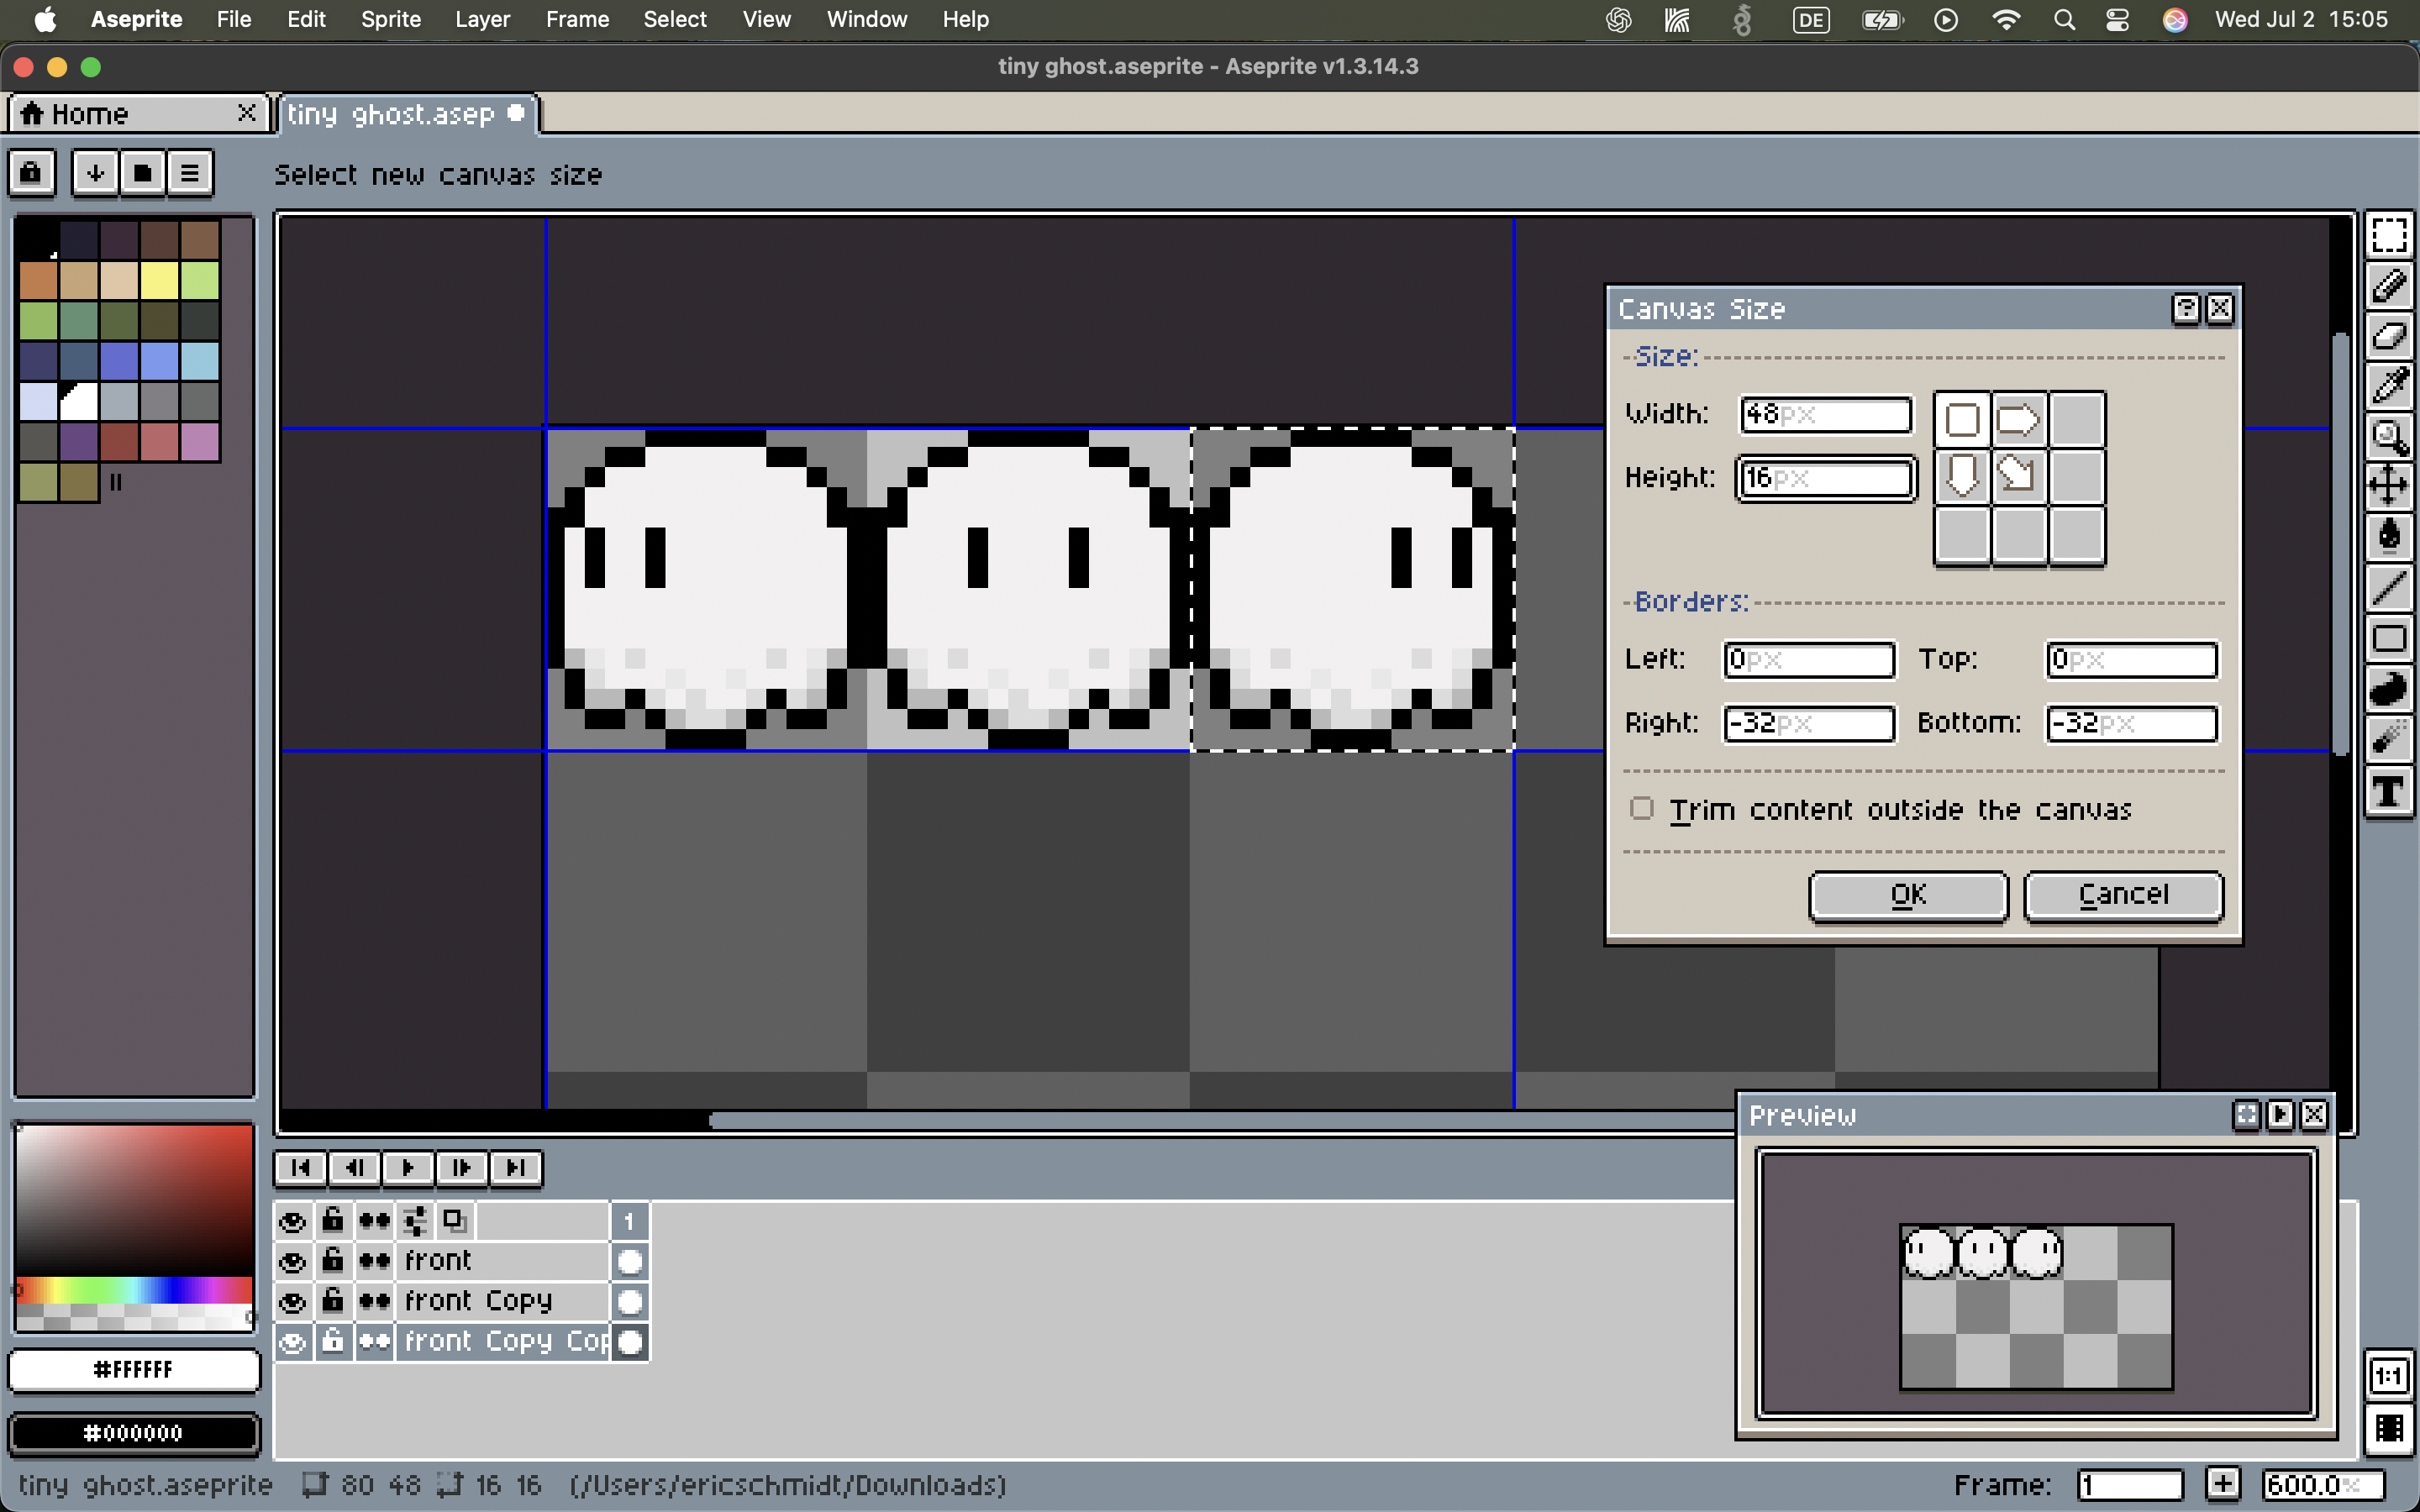 Aseprite File Edit Sprite Layer Frame Select View Window Help DE Wed Jul 2 15:05
tiny ghost.aseprite - Aseprite v1.3.14.3
Home
tiny ghost.asep
Select new canvas size
Canvas Size
?
Size:
Width: 48px
Height: 16px
Borders:
Left: 0px Top: 0px
Right: -32px Bottom: -32px
Trim content outside the canvas
OK Cancel
Preview
1
front
front Copy
front Copy Cop
#FFFFFF
#000000
T
1:1
tiny ghost.aseprite 80 48 16 16 (/Users/ericschmidt/Downloads)
Frame: 1 + 600.0%